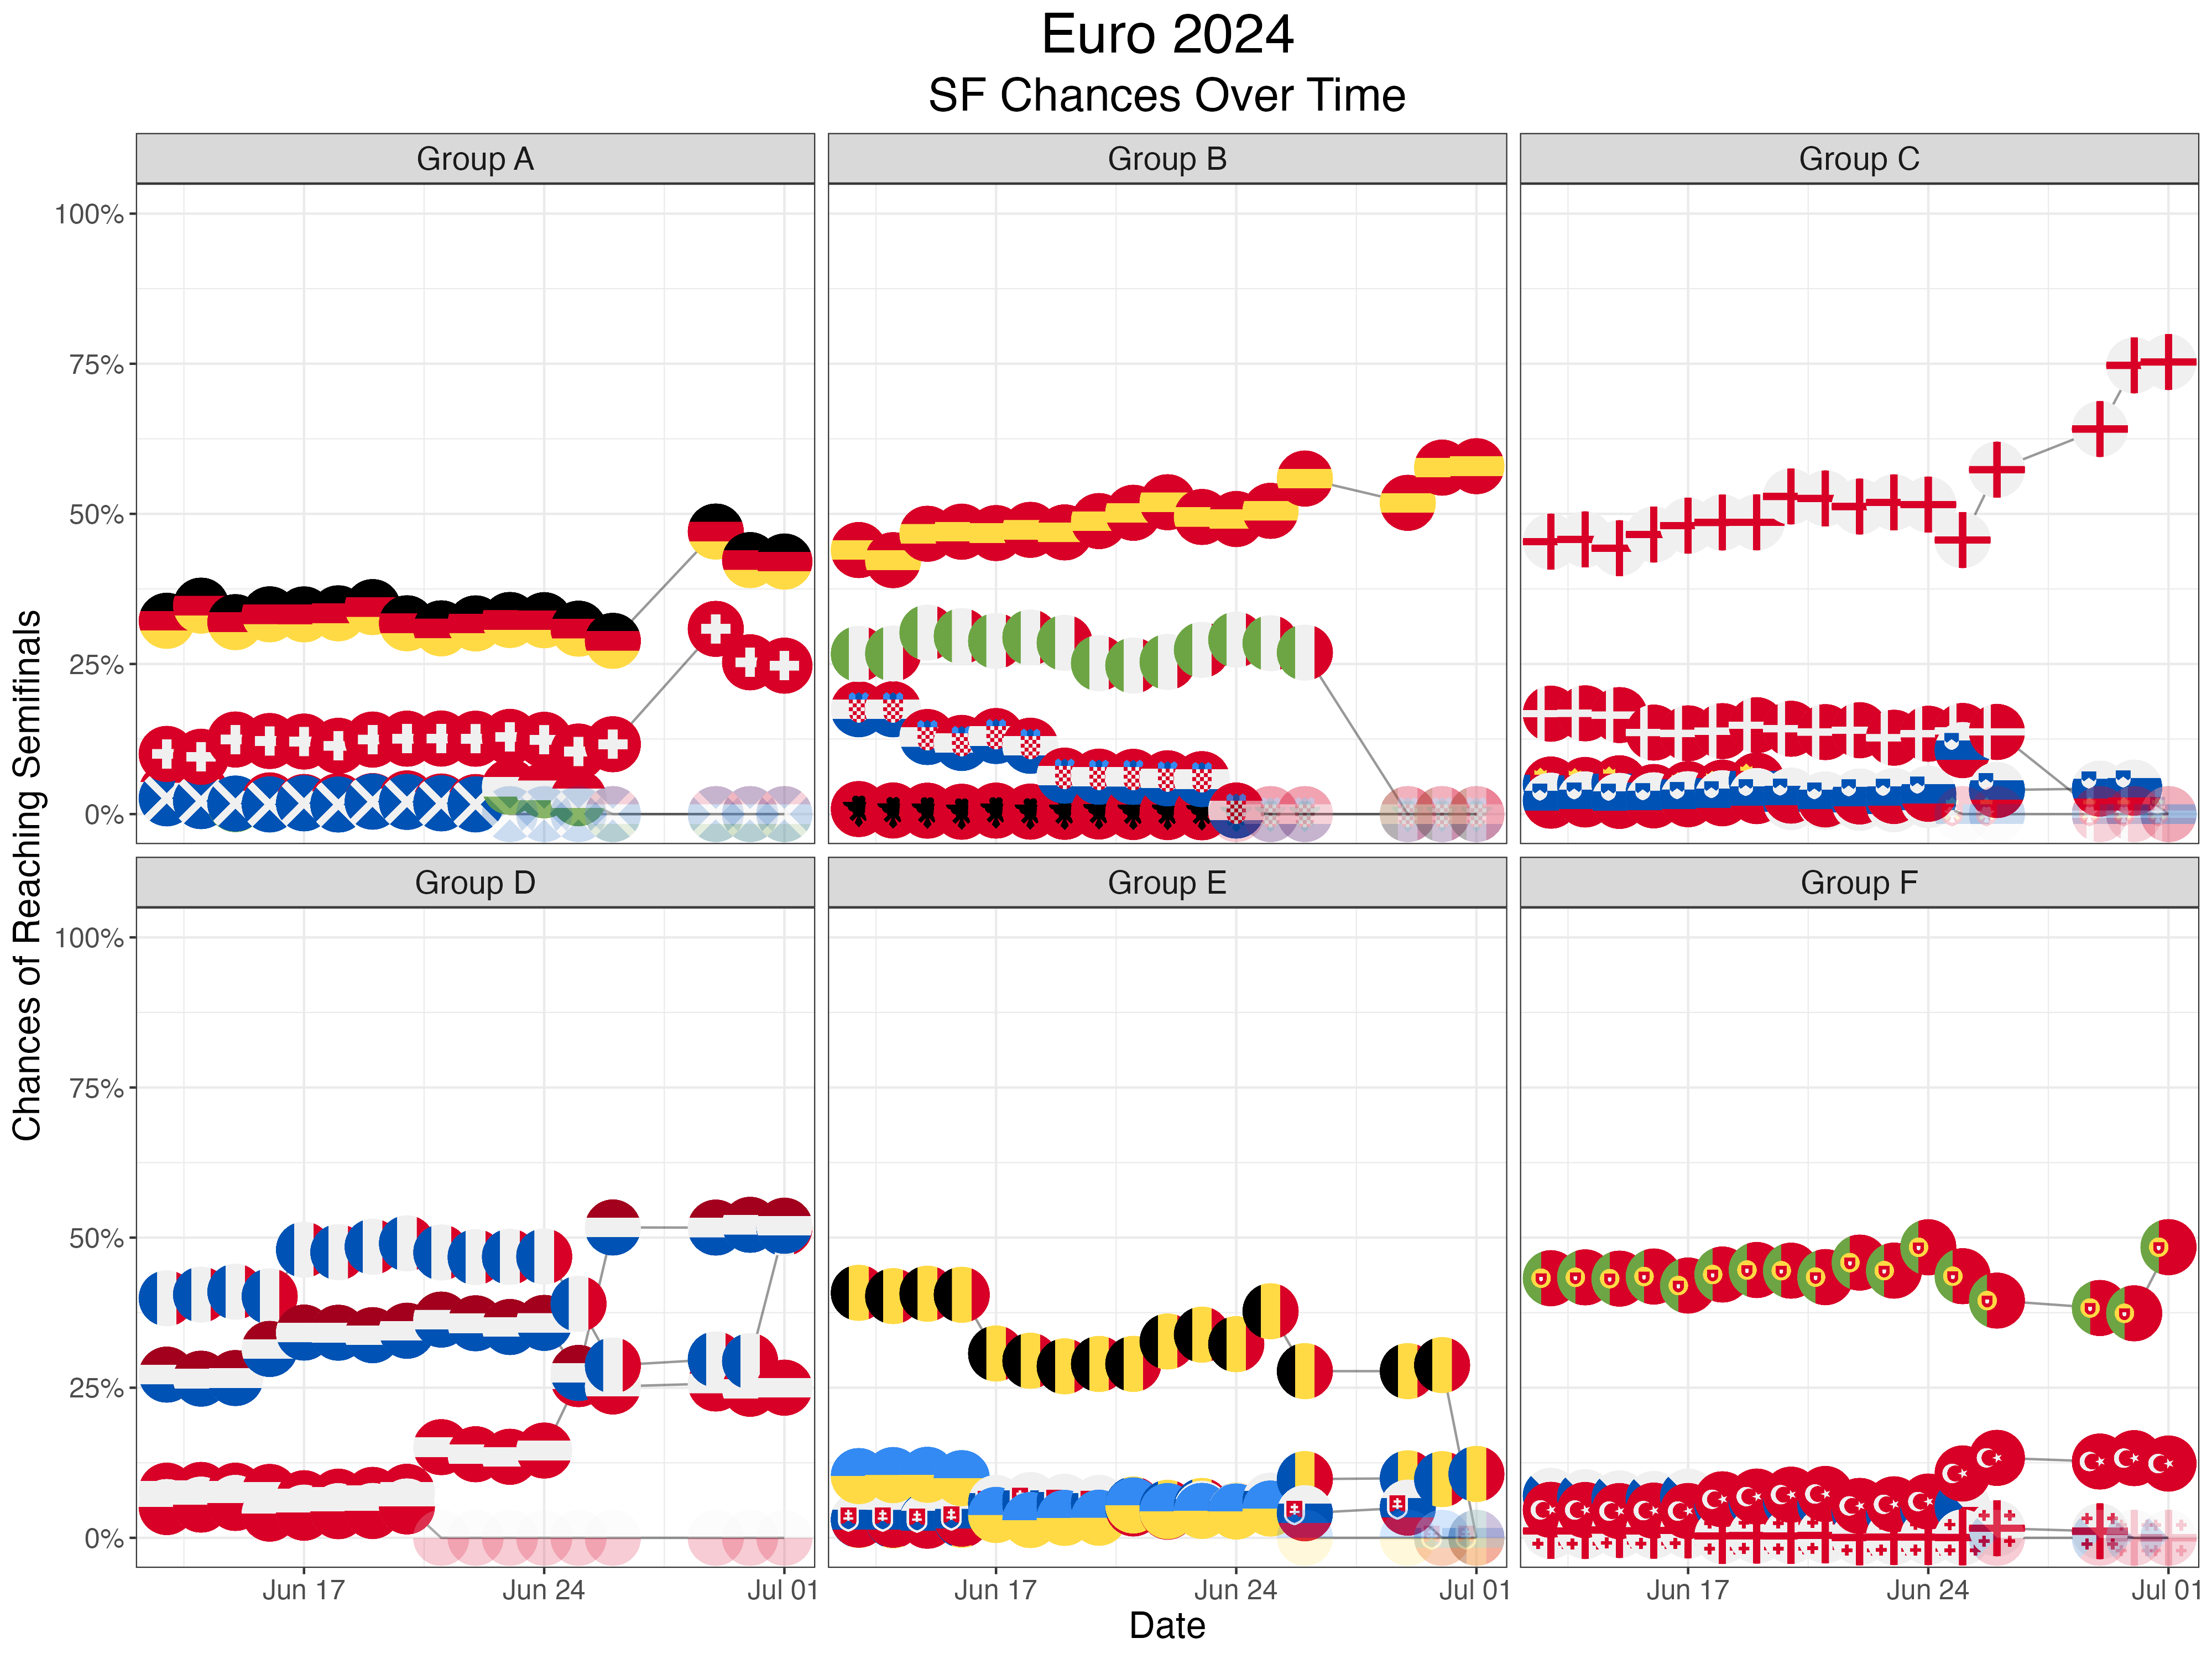 Euro 2024
SF Chances Over Time
Group A
Group B
Group C
100%
75%
50%
25%
0%
Group D
Group E
Group F
100%
75%
50%
25%
0%
Chances of Reaching Semifinals
Jun 17
Jun 24
Jul 01
Jun 17
Jun 24
Jul 01
Jun 17
Jun 24
Jul 01
Date